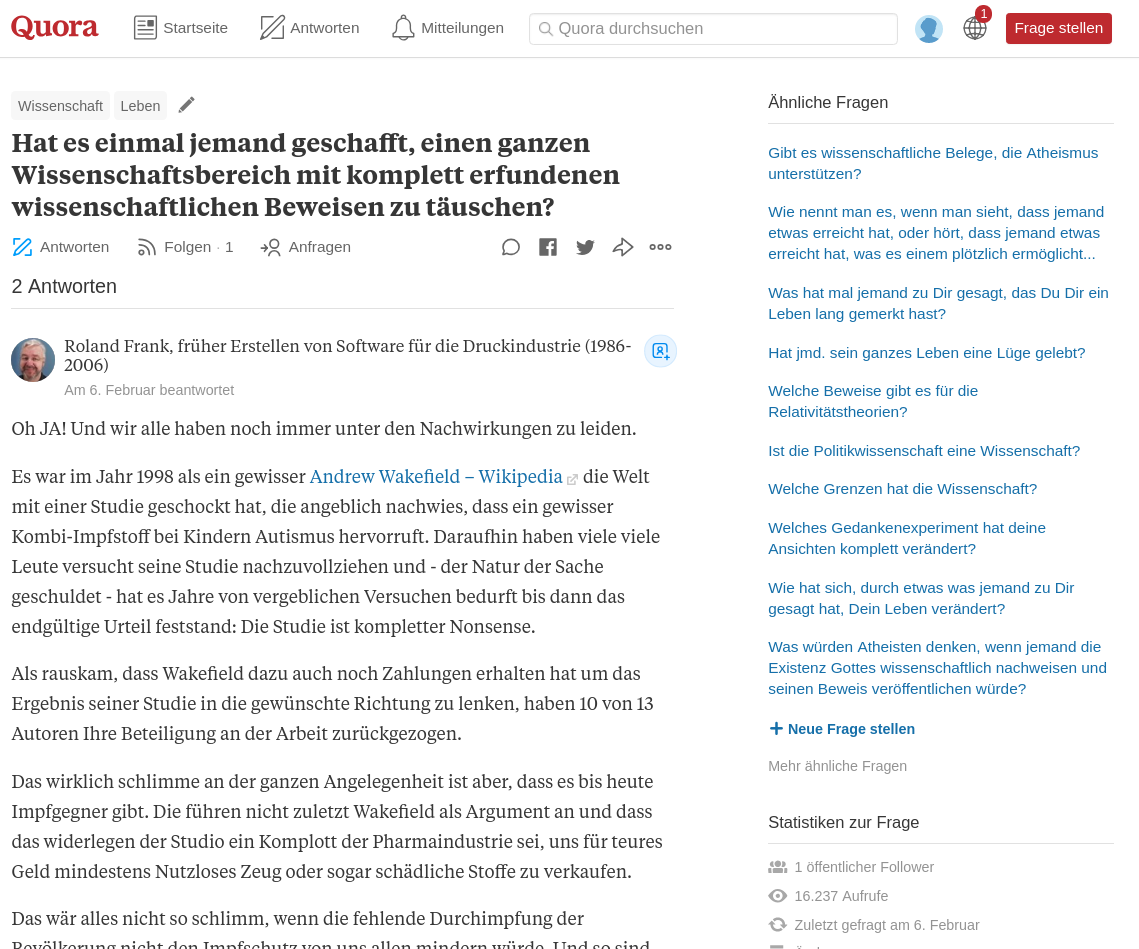 Quora
Startseite
Antworten
Mitteilungen
Quora durchsuchen
1
Frage stellen
Wissenschaft
Leben
Hat es einmal jemand geschafft, einen ganzen
Wissenschaftsbereich mit komplett erfundenen
wissenschaftlichen Beweisen zu täuschen?
Antworten
Folgen · 1
Anfragen
2 Antworten
Roland Frank, früher Erstellen von Software für die Druckindustrie (1986-
2006)
Am 6. Februar beantwortet
Oh JA! Und wir alle haben noch immer unter den Nachwirkungen zu leiden.
Es war im Jahr 1998 als ein gewisser Andrew Wakefield – Wikipedia die Welt
mit einer Studie geschockt hat, die angeblich nachwies, dass ein gewisser
Kombi-Impfstoff bei Kindern Autismus hervorruft. Daraufhin haben viele viele
Leute versucht seine Studie nachzuvollziehen und - der Natur der Sache
geschuldet - hat es Jahre von vergeblichen Versuchen bedurft bis dann das
endgültige Urteil feststand: Die Studie ist kompletter Nonsense.
Als rauskam, dass Wakefield dazu auch noch Zahlungen erhalten hat um das
Ergebnis seiner Studie in die gewünschte Richtung zu lenken, haben 10 von 13
Autoren Ihre Beteiligung an der Arbeit zurückgezogen.
Das wirklich schlimme an der ganzen Angelegenheit ist aber, dass es bis heute
Impfgegner gibt. Die führen nicht zuletzt Wakefield als Argument an und dass
das widerlegen der Studio ein Komplott der Pharmaindustrie sei, uns für teures
Geld mindestens Nutzloses Zeug oder sogar schädliche Stoffe zu verkaufen.
Das wär alles nicht so schlimm, wenn die fehlende Durchimpfung der
Bevölkerung nicht den Impfschutz von uns allen mindern würde. Und so sind
Ähnliche Fragen
Gibt es wissenschaftliche Belege, die Atheismus
unterstützen?
Wie nennt man es, wenn man sieht, dass jemand
etwas erreicht hat, oder hört, dass jemand etwas
erreicht hat, was es einem plötzlich ermöglicht...
Was hat mal jemand zu Dir gesagt, das Du Dir ein
Leben lang gemerkt hast?
Hat jmd. sein ganzes Leben eine Lüge gelebt?
Welche Beweise gibt es für die
Relativitätstheorien?
Ist die Politikwissenschaft eine Wissenschaft?
Welche Grenzen hat die Wissenschaft?
Welches Gedankenexperiment hat deine
Ansichten komplett verändert?
Wie hat sich, durch etwas was jemand zu Dir
gesagt hat, Dein Leben verändert?
Was würden Atheisten denken, wenn jemand die
Existenz Gottes wissenschaftlich nachweisen und
seinen Beweis veröffentlichen würde?
Neue Frage stellen
Mehr ähnliche Fragen
Statistiken zur Frage
1 öffentlicher Follower
16.237 Aufrufe
Zuletzt gefragt am 6. Februar